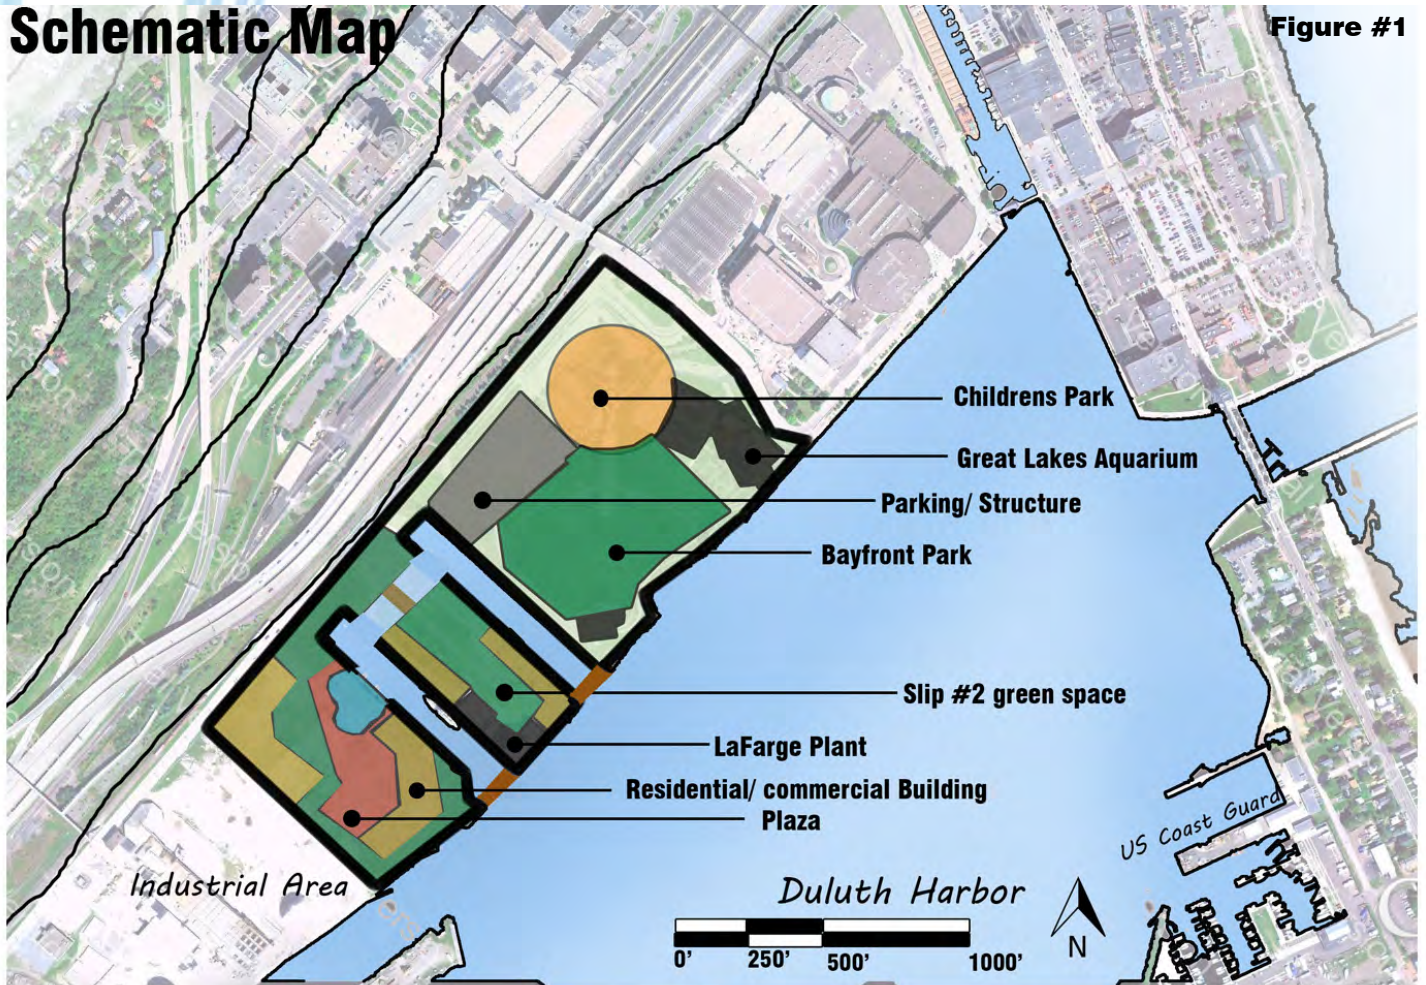 Schematic Map
Figure #1
Childrens Park
Great Lakes Aquarium
Parking/ Structure
Bayfront Park
Slip #2 green space
LaFarge Plant
Residential/ commercial Building
Plaza
US Coast Guard
Industrial Area
Duluth Harbor
N
0' 250' 500' 1000'